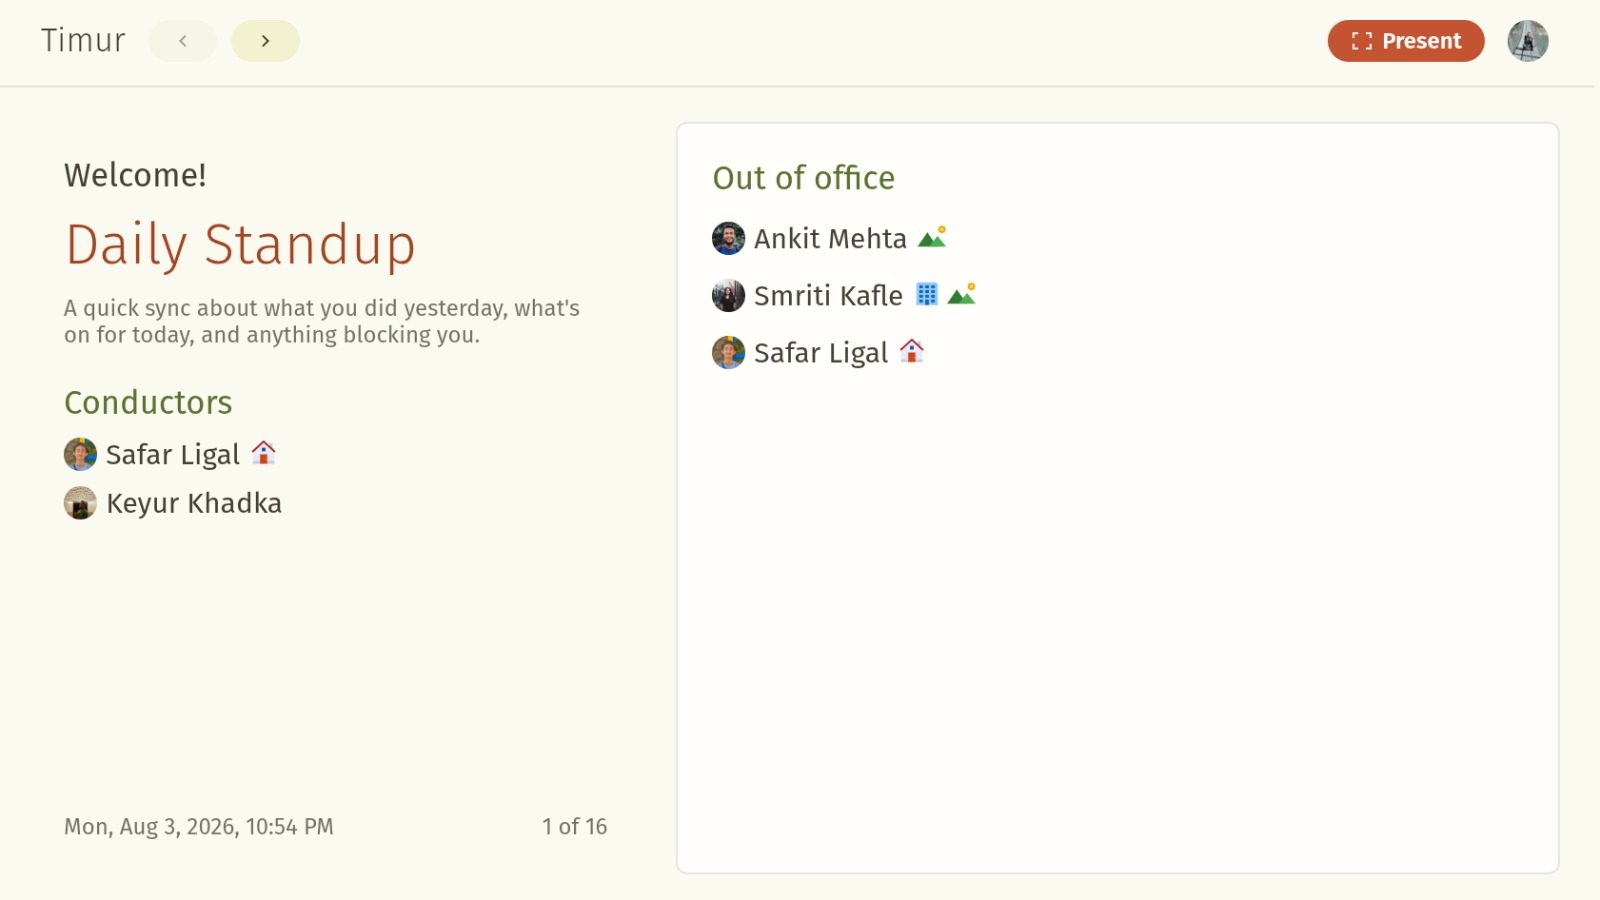 Timur
Present
Welcome!
Daily Standup
A quick sync about what you did yesterday, what's
on for today, and anything blocking you.
Conductors
Safar Ligal
Keyur Khadka
Mon, Aug 3, 2026, 10:54 PM
1 of 16
Out of office
Ankit Mehta
Smriti Kafle
Safar Ligal